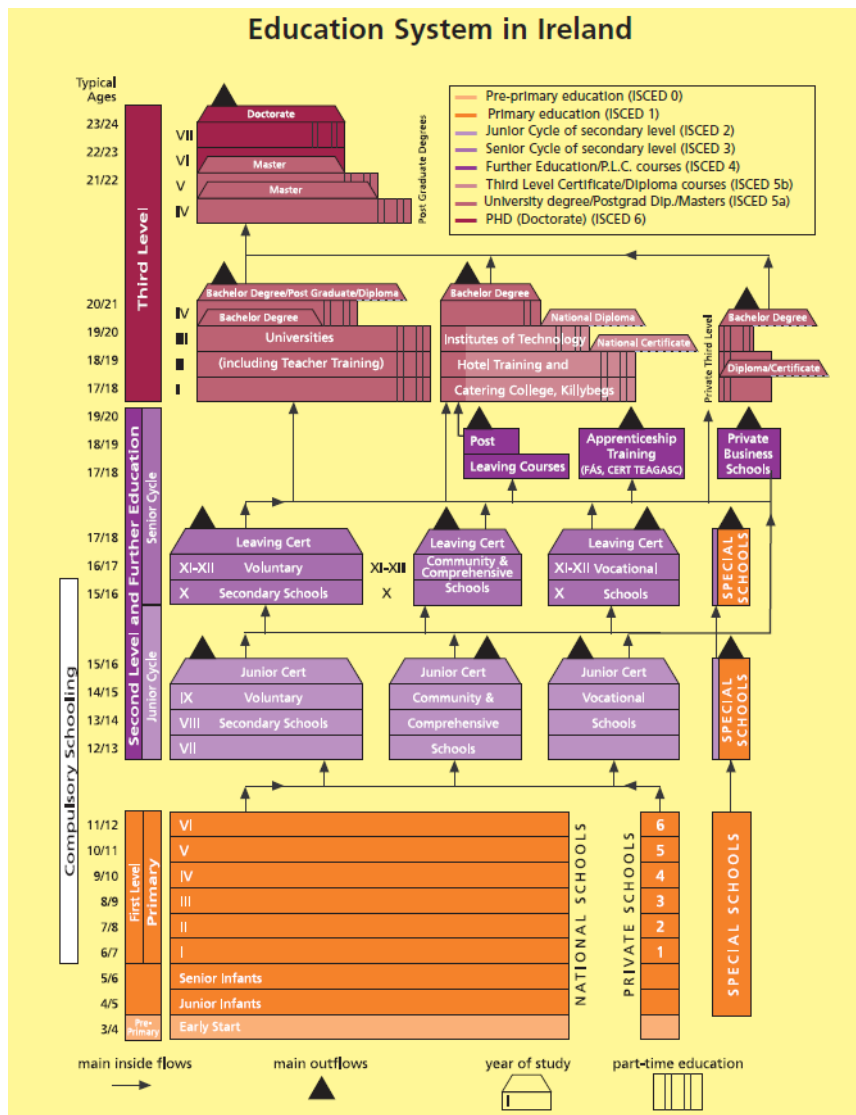 Education System in Ireland
Typical
Ages
Pre-primary education (ISCED 0)
Primary education (ISCED 1)
Junior Cycle of secondary level (ISCED 2)
Senior Cycle of secondary level (ISCED 3)
Further Education/P.L.C. courses (ISCED 4)
Third Level Certificate/Diploma courses (ISCED 5b)
University degree/Postgrad Dip./Masters (ISCED 5a)
PHD (Doctorate) (ISCED 6)
Third Level
23/24
22/23
21/22
VII
VI
V
IV
Doctorate
Master
Master
Post Graduate Degrees
20/21
19/20
18/19
17/18
IV
III
II
I
Bachelor Degree/Post Graduate/Diploma
Bachelor Degree
Universities
(including Teacher Training)
Bachelor Degree
National Diploma
Institutes of Technology
National Certificate
Hotel Training and
Catering College, Killybegs
Private Third Level
Bachelor Degree
Diploma/Certificate
Second Level and Further Education
Senior Cycle
19/20
18/19
17/18
Post
Leaving Courses
Apprenticeship
Training
(FÁS, CERT TEAGASC)
Private
Business
Schools
17/18
16/17
15/16
Leaving Cert
XI-XII Voluntary
X Secondary Schools
XI-XII
X
Leaving Cert
Community &
Comprehensive
Schools
Leaving Cert
XI-XII Vocational
X Schools
SPECIAL
SCHOOLS
Compulsory Schooling
Junior Cycle
15/16
14/15
13/14
12/13
Junior Cert
IX Voluntary
VIII Secondary Schools
VII
Junior Cert
Community &
Comprehensive
Schools
Junior Cert
Vocational
Schools
SPECIAL
SCHOOLS
First Level
Primary
11/12
10/11
9/10
8/9
7/8
6/7
5/6
4/5
3/4
Pre-
Primary
VI
V
IV
III
II
I
Senior Infants
Junior Infants
Early Start
NATIONAL SCHOOLS
PRIVATE SCHOOLS
6
5
4
3
2
1
SPECIAL SCHOOLS
main inside flows
main outflows
year of study
I
part-time education